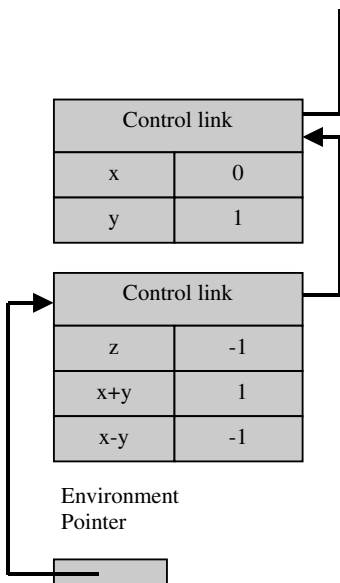 Control link
x 0
y 1
Control link
z -1
x+y 1
x-y -1
Environment
Pointer